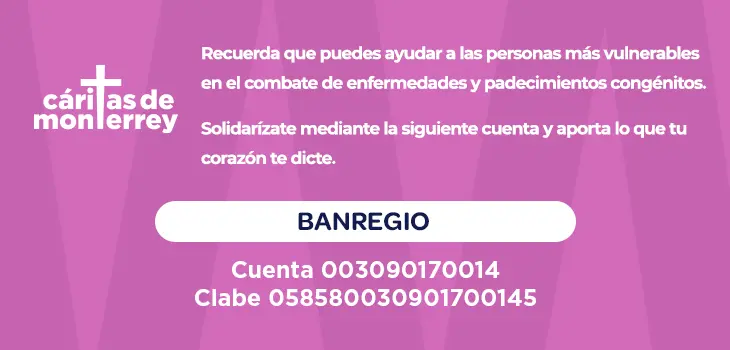 cáritas de
monterrey
Recuerda que puedes ayudar a las personas más vulnerables
en el combate de enfermedades y padecimientos congénitos.
Solidarízate mediante la siguiente cuenta y aporta lo que tu
corazón te dicte.
BANREGIO
Cuenta 003090170014
Clabe 058580030901700145